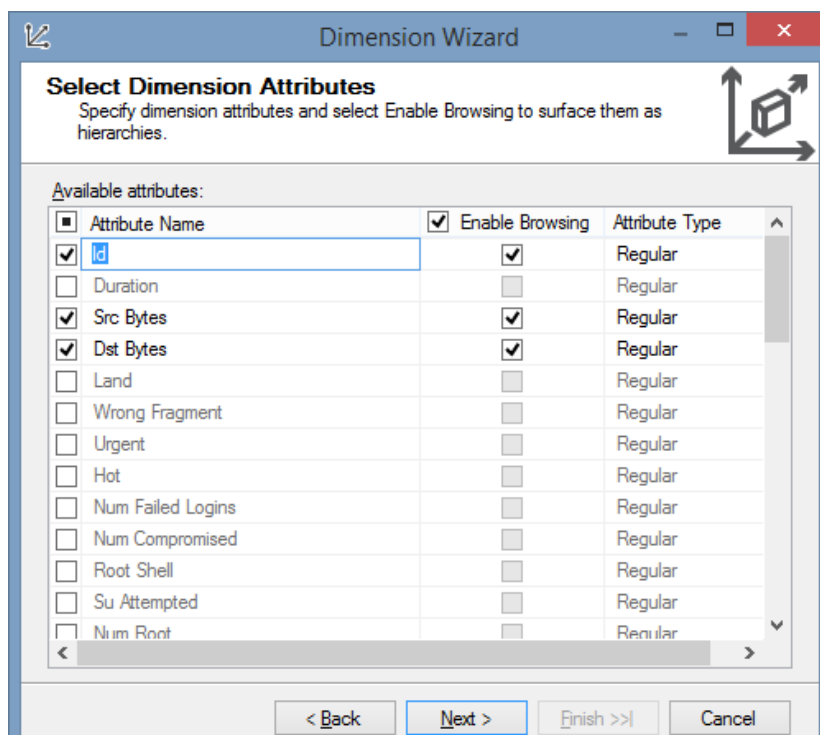 Dimension Wizard
Select Dimension Attributes
Specify dimension attributes and select Enable Browsing to surface them as
hierarchies.
Available attributes:
Attribute Name Enable Browsing Attribute Type
Id Regular
Duration Regular
Src Bytes Regular
Dst Bytes Regular
Land Regular
Wrong Fragment Regular
Urgent Regular
Hot Regular
Num Failed Logins Regular
Num Compromised Regular
Root Shell Regular
Su Attempted Regular
Num Root Regular
< Back Next > Finish >>| Cancel